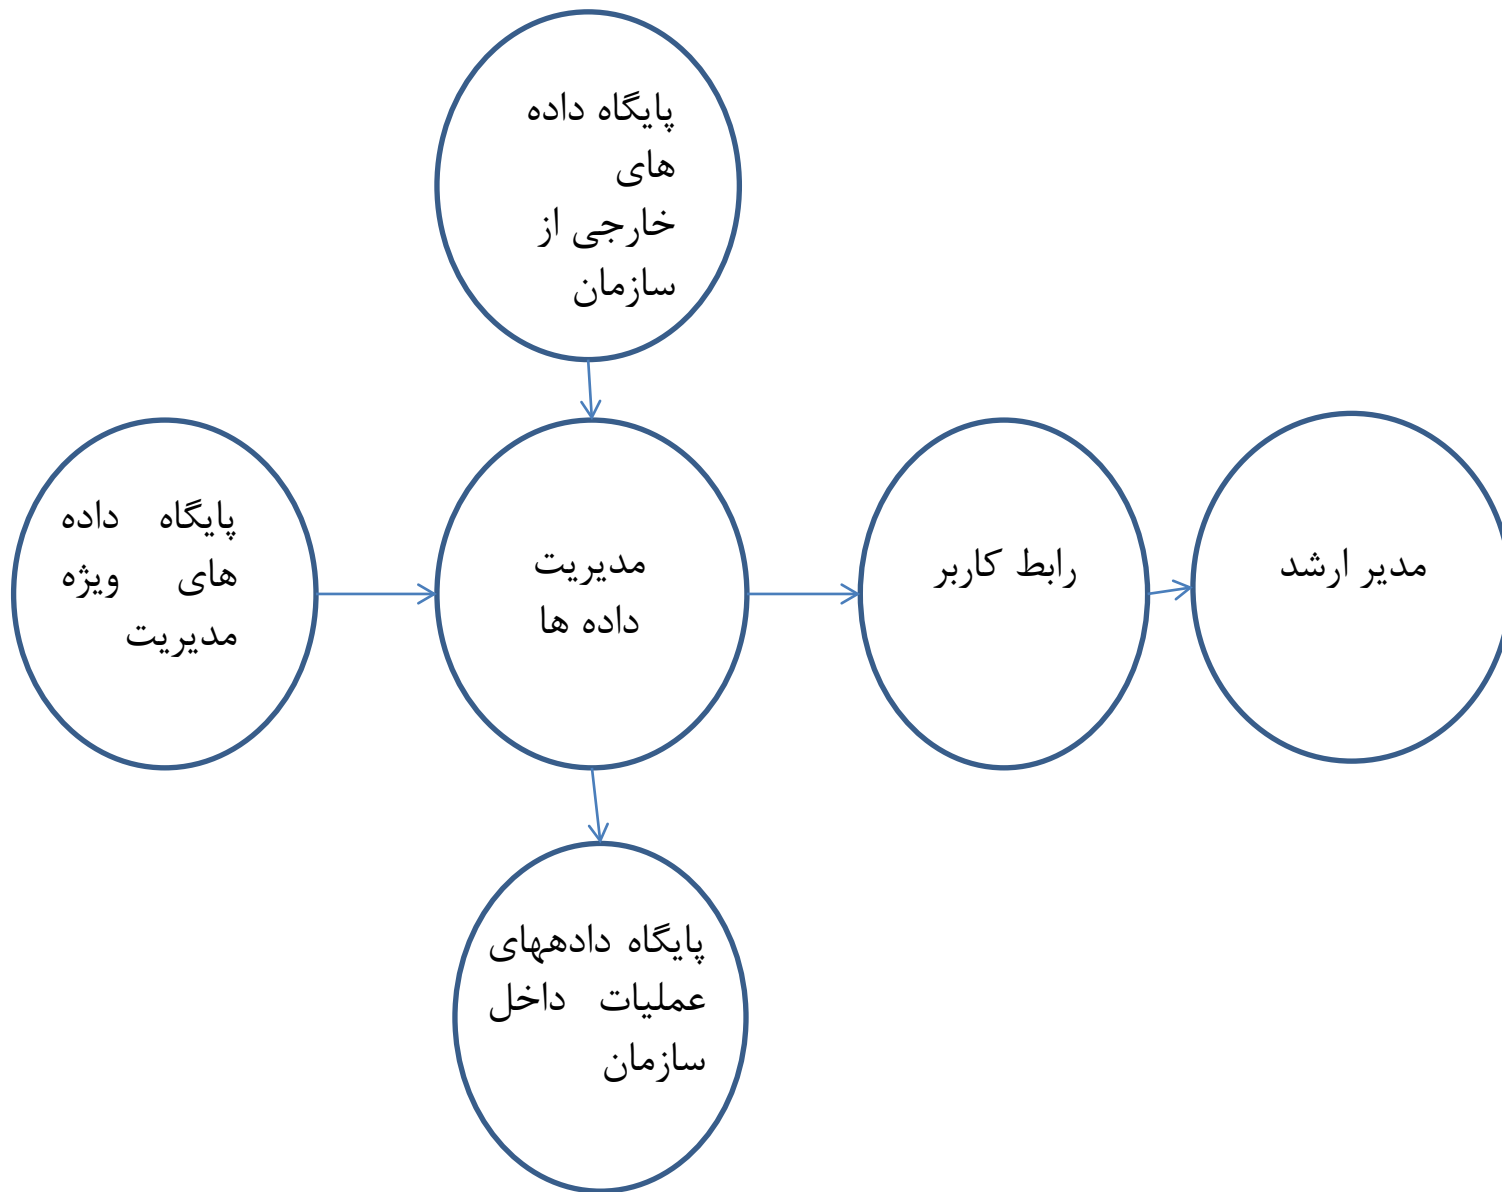 پایگاه داده
های
خارجی از
سازمان
پایگاه داده
های ویژه
مدیریت
مدیریت
داده ها
رابط کاربر
مدیر ارشد
پایگاه دادههای
عملیات داخل
سازمان